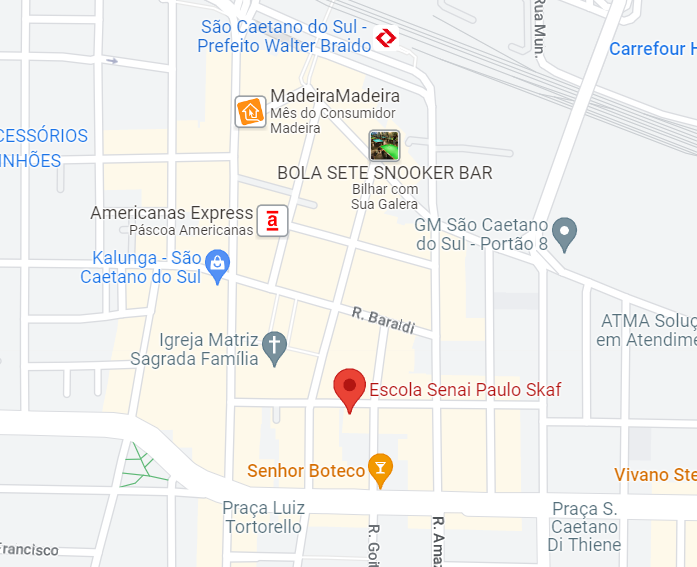 São Caetano do Sul -
Prefeito Walter Braido
Rua Mun.
Carrefour H
MadeiraMadeira
Mês do Consumidor
Madeira
CESSÓRIOS
INHÕES
BOLA SETE SNOOKER BAR
Bilhar com
Sua Galera
Americanas Express
Páscoa Americanas
a
GM São Caetano
do Sul - Portão 8
Kalunga - São
Caetano do Sul
R. Baraldi
ATMA Soluç
em Atendime
Igreja Matriz
Sagrada Família
Escola Senai Paulo Skaf
Senhor Boteco
Vivano Ste
Praça Luiz
Tortorello
Praça S.
Caetano
Di Thiene
R. Goit
R. Amaz
Francisco